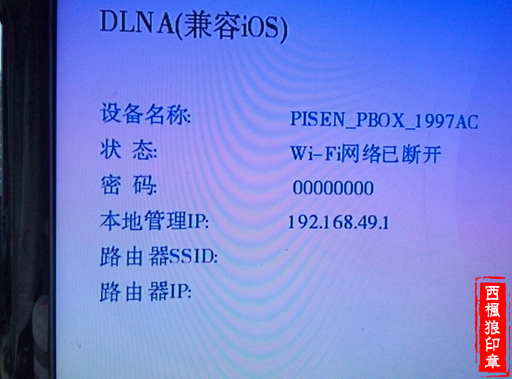 DLNA(兼容iOS)
设备名称: PISEN_PBOX_1997AC
状 态: Wi-Fi网络已断开
密 码: 00000000
本地管理IP: 192.168.49.1
路由器SSID:
路由器IP:
西楓狼印章